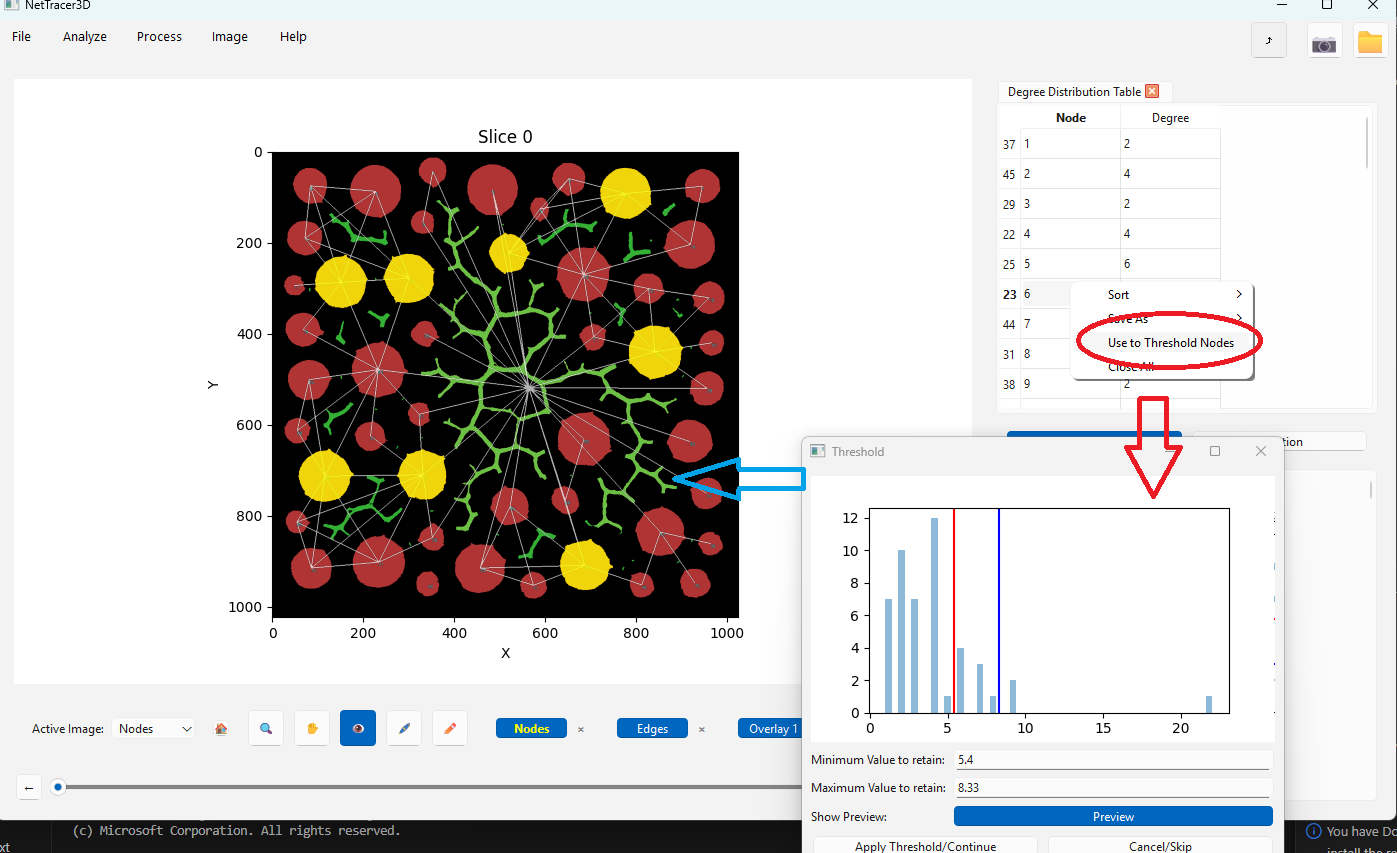 NetTracer3D
File Analyze Process Image Help
Degree Distribution Table
Node Degree
37 1 2
45 2 4
29 3 2
22 4 4
25 5 6
23 6
44 7
31 8
38 9 2
Sort
Save As
Use to Threshold Nodes
Close All
Slice 0
0
200
400
600
800
1000
Y
0 200 400 600 800 1000
X
tion
Threshold
12
10
8
6
4
2
0
0 5 10 15 20
Minimum Value to retain: 5.4
Maximum Value to retain: 8.33
Show Preview: Preview
Apply Threshold/Continue Cancel/Skip
Active Image: Nodes Nodes × Edges × Overlay 1
←
(c) Microsoft Corporation. All rights reserved.
xt
You have Do
install the re